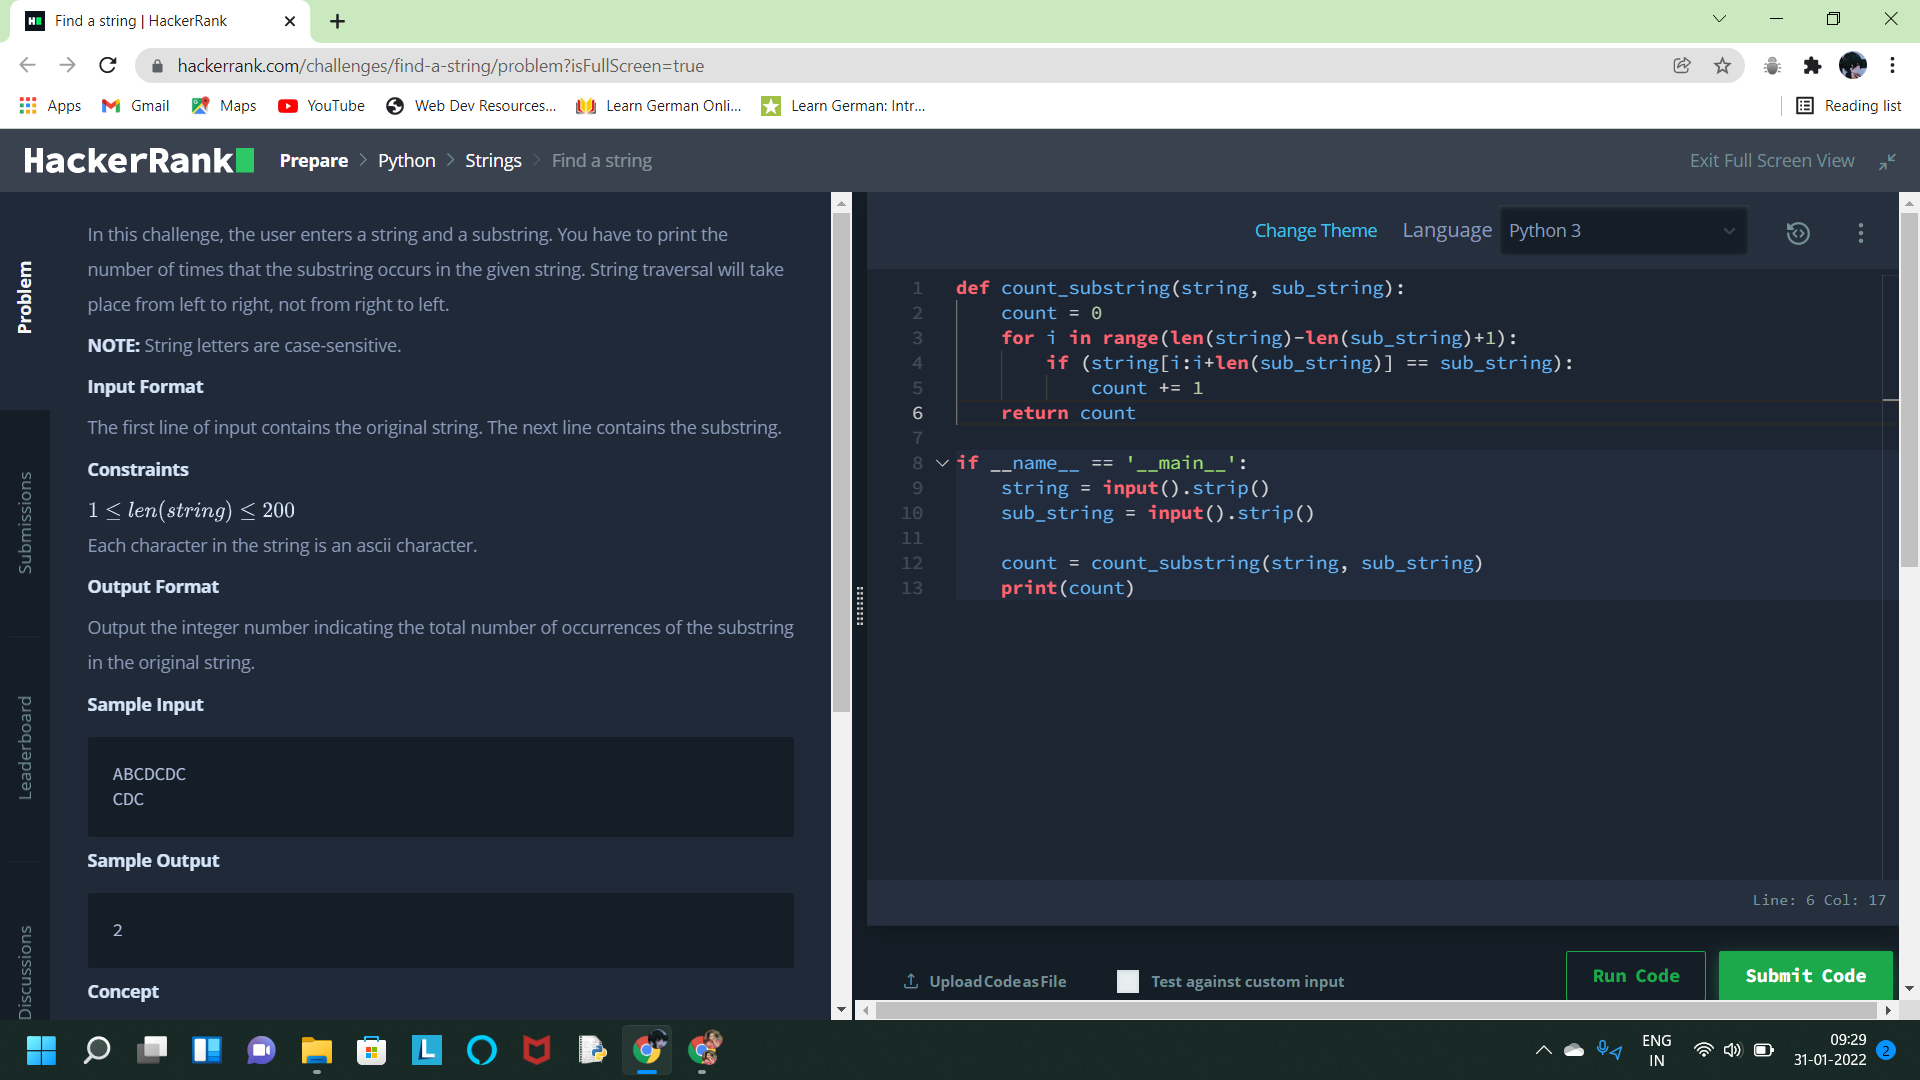 Find a string | HackerRank
hackerrank.com/challenges/find-a-string/problem?isFullScreen=true
Apps Gmail Maps YouTube Web Dev Resources... Learn German Onli... Learn German: Intr... Reading list
HackerRank Prepare > Python > Strings > Find a string Exit Full Screen View
Problem
Submissions
Leaderboard
Discussions
In this challenge, the user enters a string and a substring. You have to print the
number of times that the substring occurs in the given string. String traversal will take
place from left to right, not from right to left.
NOTE: String letters are case-sensitive.
Input Format
The first line of input contains the original string. The next line contains the substring.
Constraints
1 ≤ len(string) ≤ 200
Each character in the string is an ascii character.
Output Format
Output the integer number indicating the total number of occurrences of the substring
in the original string.
Sample Input
ABCDCDC
CDC
Sample Output
2
Concept
Change Theme Language Python 3
1 def count_substring(string, sub_string):
2     count = 0
3     for i in range(len(string)-len(sub_string)+1):
4         if (string[i:i+len(sub_string)] == sub_string):
5             count += 1
6     return count
7
8 if __name__ == '__main__':
9     string = input().strip()
10     sub_string = input().strip()
11
12     count = count_substring(string, sub_string)
13     print(count)
Line: 6 Col: 17
Upload Code as File Test against custom input Run Code Submit Code
ENG
IN
09:29
31-01-2022
2